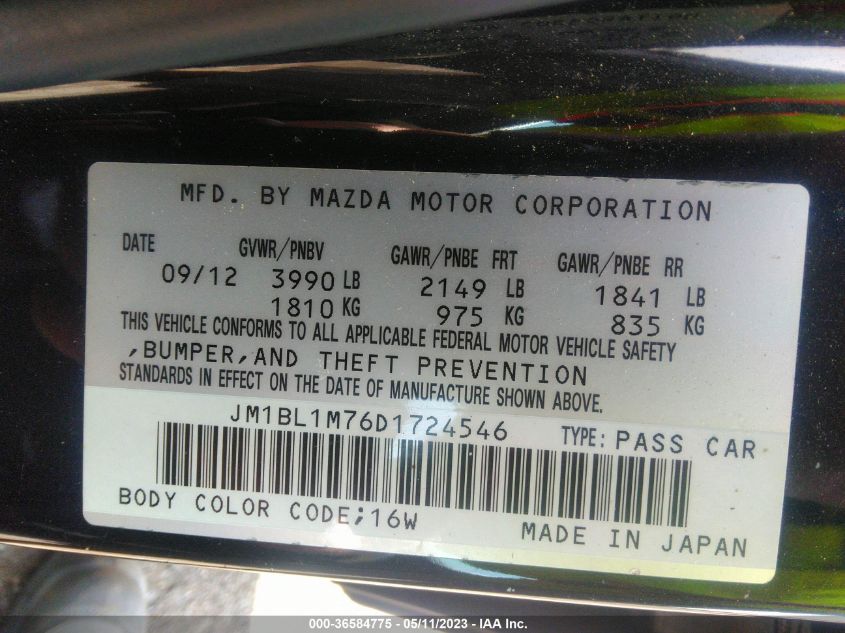 MFD. BY MAZDA MOTOR CORPORATION
DATE GVWR/PNBV GAWR/PNBE FRT GAWR/PNBE RR
09/12 3990 LB 2149 LB 1841 LB
1810 KG 975 KG 835 KG
THIS VEHICLE CONFORMS TO ALL APPLICABLE FEDERAL MOTOR VEHICLE SAFETY
,BUMPER,AND THEFT PREVENTION
STANDARDS IN EFFECT ON THE DATE OF MANUFACTURE SHOWN ABOVE.
JM1BL1M76D1724546 TYPE: PASS CAR
BODY COLOR CODE;16W
MADE IN JAPAN
000-36584775 - 05/11/2023 - IAA Inc.